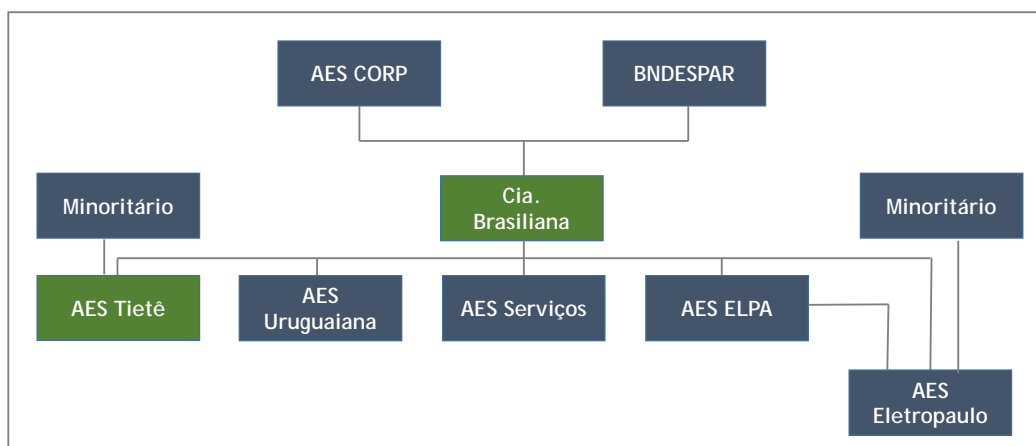 AES CORP
BNDESPAR
Minoritário
Cia.
Brasiliana
Minoritário
AES Tietê
AES
Uruguaiana
AES Serviços
AES ELPA
AES
Eletropaulo